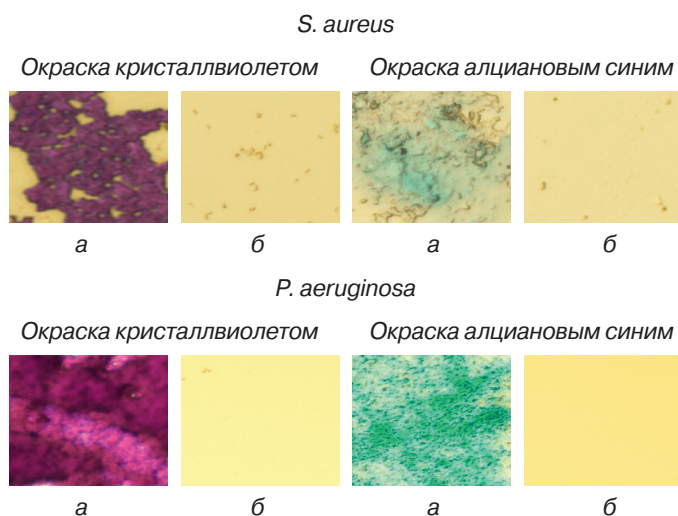 S. aureus
Окраска кристаллвиолетом Окраска алциановым синим
а б а б
P. aeruginosa
Окраска кристаллвиолетом Окраска алциановым синим
а б а б